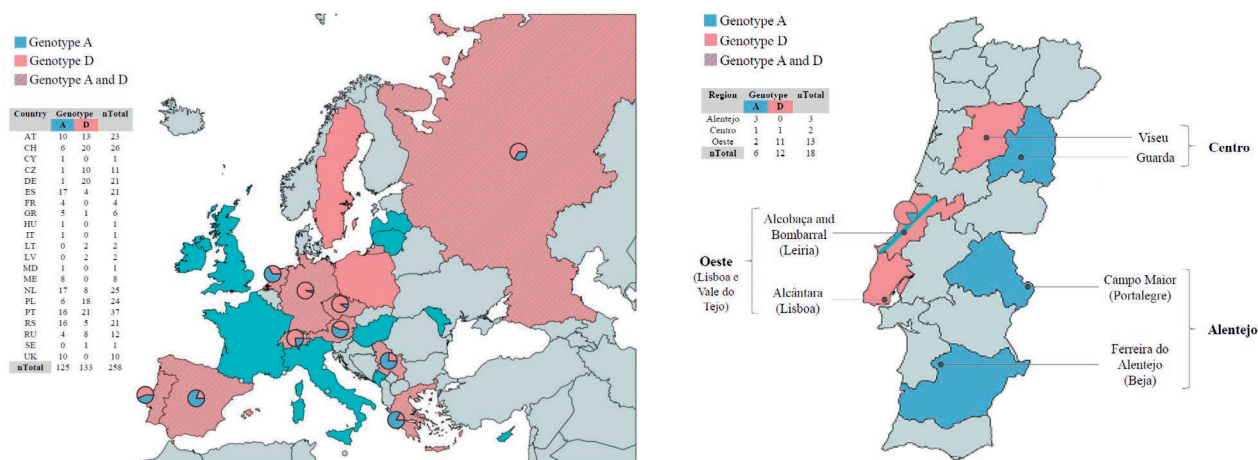 Genotype A
Genotype D
Genotype A and D
Country Genotype nTotal
A D
AT 10 13 23
CH 6 20 26
CY 1 0 1
CZ 1 10 11
DE 1 20 21
ES 17 4 21
FR 4 0 4
GR 5 1 6
HU 1 0 1
IT 1 0 1
LT 0 2 2
LV 0 2 2
MD 1 0 1
ME 8 0 8
NL 17 8 25
PL 6 18 24
PT 16 21 37
RS 16 5 21
RU 4 8 12
SE 0 1 1
UK 10 0 10
nTotal 125 133 258
Genotype A
Genotype D
Genotype A and D
Region Genotype nTotal
A D
Alentejo 3 0 3
Centro 1 1 2
Oeste 2 11 13
nTotal 6 12 18
Viseu
Guarda
Centro
Alcobaça and
Bombarral
(Leiria)
Oeste
(Lisboa e
Vale do
Tejo)
Alcântara
(Lisboa)
Campo Maior
(Portalegre)
Alentejo
Ferreira do
Alentejo
(Beja)